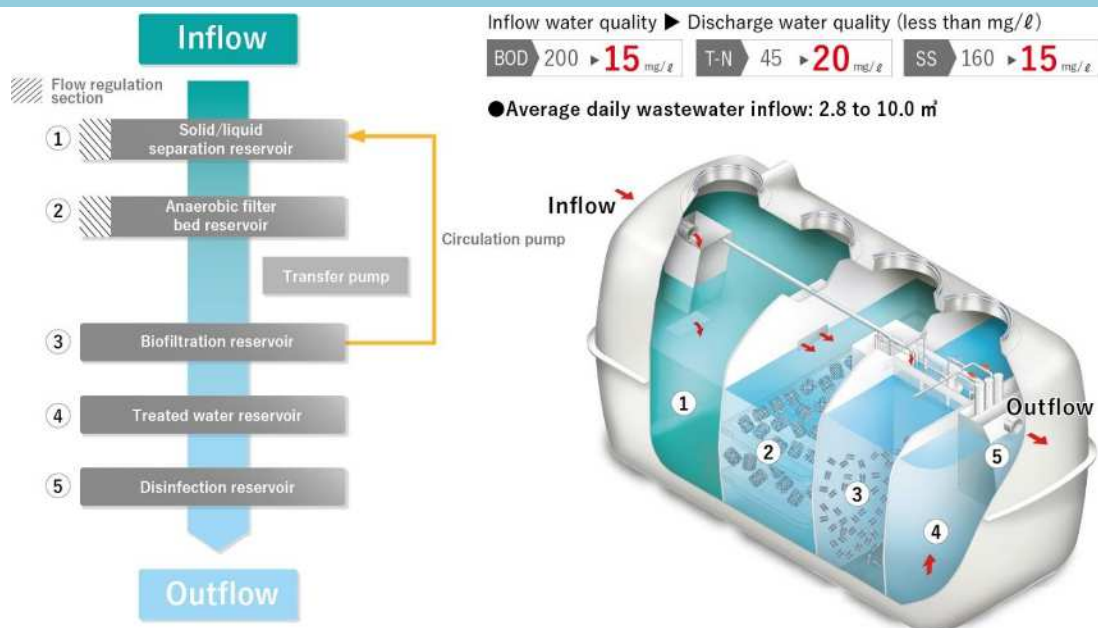 Inflow
Flow regulation
section
① Solid/liquid
separation reservoir
② Anaerobic filter
bed reservoir
Circulation pump
Transfer pump
③ Biofiltration reservoir
④ Treated water reservoir
⑤ Disinfection reservoir
Outflow
Inflow water quality ▶ Discharge water quality (less than mg/ℓ)
BOD 200 ▸ 15 mg/ℓ T-N 45 ▸ 20 mg/ℓ SS 160 ▸ 15 mg/ℓ
●Average daily wastewater inflow: 2.8 to 10.0 ㎥
Inflow
Outflow
①
②
③
④
⑤